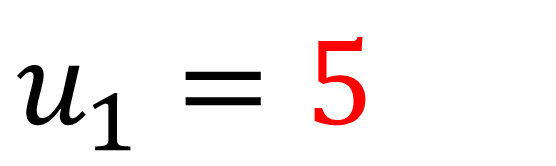 u₁ = 5